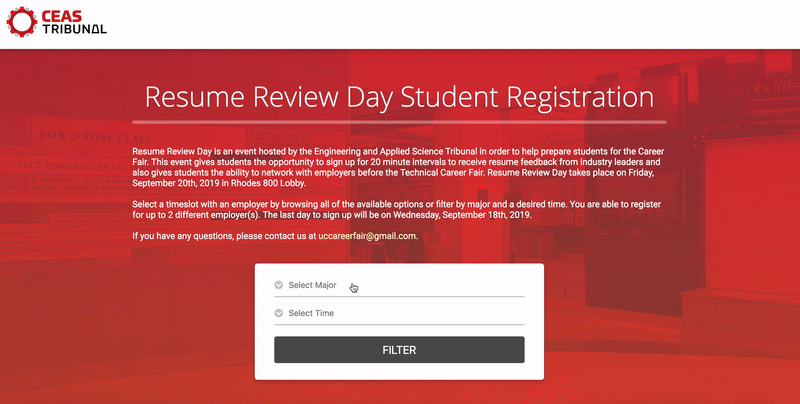 CEAS
TRIBUNAL
Resume Review Day Student Registration
BOB & ROSE PEALY
Resume Review Day is an event hosted by the Engineering and Applied Science Tribunal in order to help prepare students for the Career
Fair. This event gives students the opportunity to sign up for 20 minute intervals to receive resume feedback from industry leaders and
also gives students the ability to network with employers before the Technical Career Fair. Resume Review Day takes place on Friday,
September 20th, 2019 in Rhodes 800 Lobby.
Select a timeslot with an employer by browsing all of the available options or filter by major and a desired time. You are able to register
for up to 2 different employer(s). The last day to sign up will be on Wednesday, September 18th, 2019.
If you have any questions, please contact us at uccareerfair@gmail.com.
Select Major
Select Time
FILTER